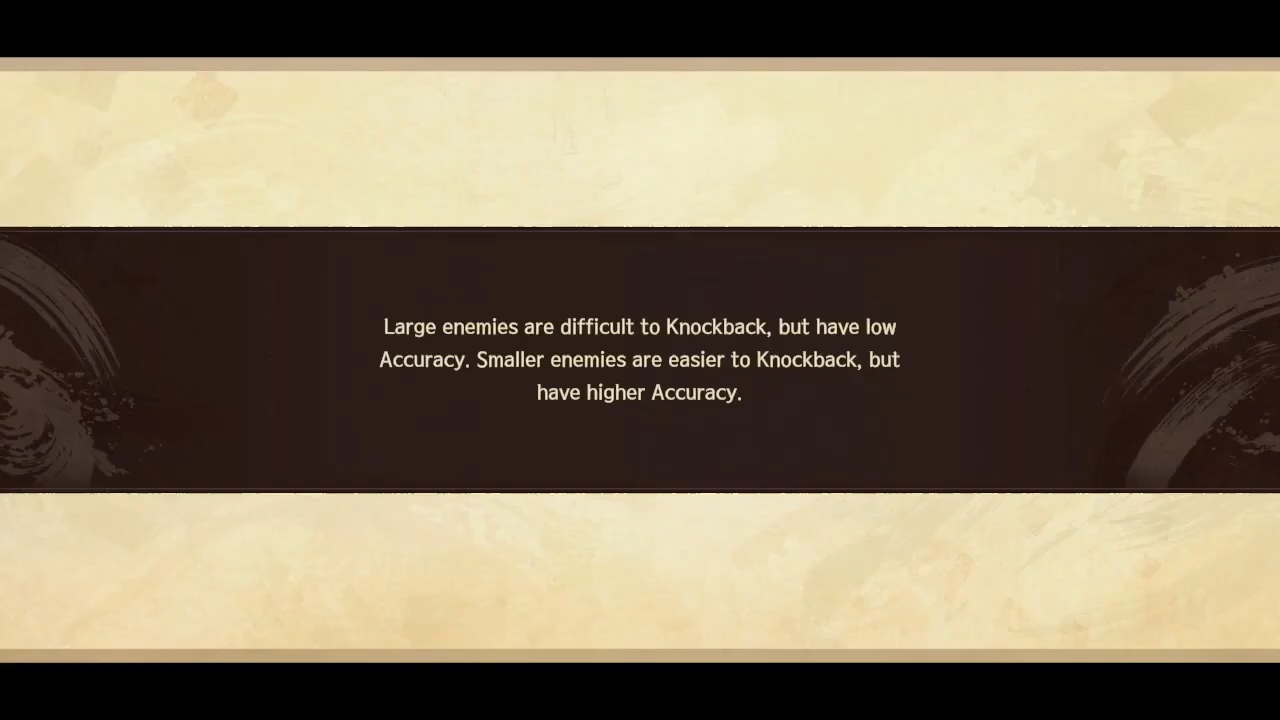 Large enemies are difficult to Knockback, but have low
Accuracy. Smaller enemies are easier to Knockback, but
have higher Accuracy.